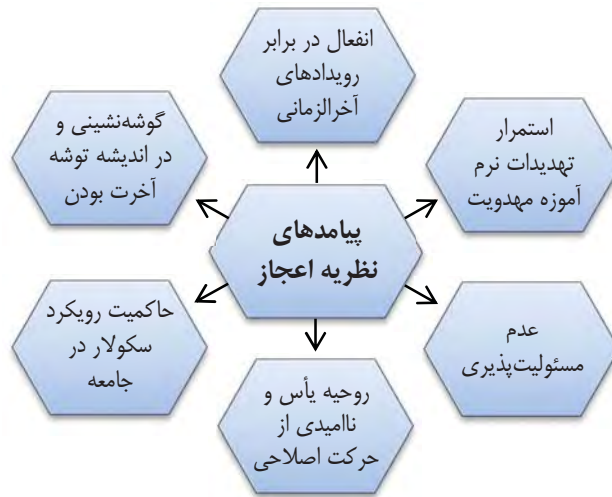 انفعال در برابر
رویدادهای
آخرالزمانی
استمرار
تهدیدات نرم
آموزه مهدویت
گوشه‌نشینی و
در اندیشه توشه
آخرت بودن
پیامدهای
نظریه اعجاز
عدم
مسئولیت‌پذیری
حاکمیت رویکرد
سکولار در
جامعه
روحیه یأس و
ناامیدی از
حرکت اصلاحی